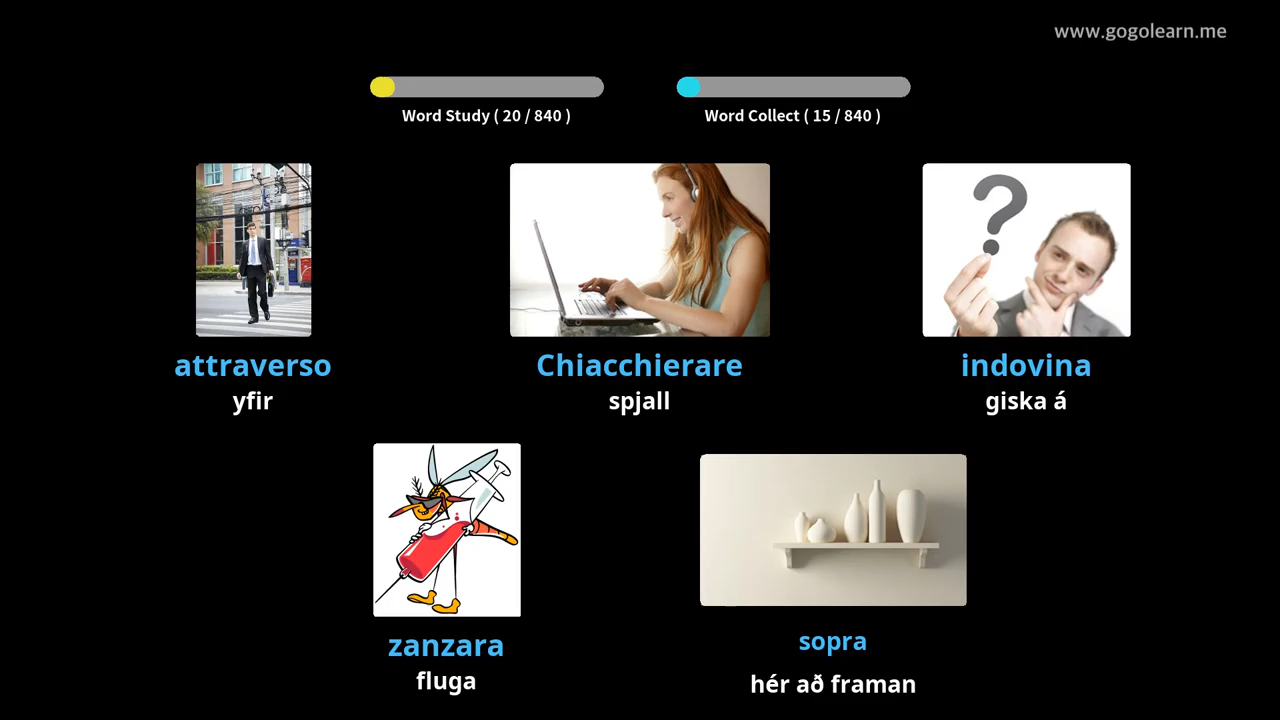 www.gogolearn.me
Word Study ( 20 / 840 )
Word Collect ( 15 / 840 )
attraverso
yfir
Chiacchierare
spjall
indovina
giska á
zanzara
fluga
sopra
hér að framan